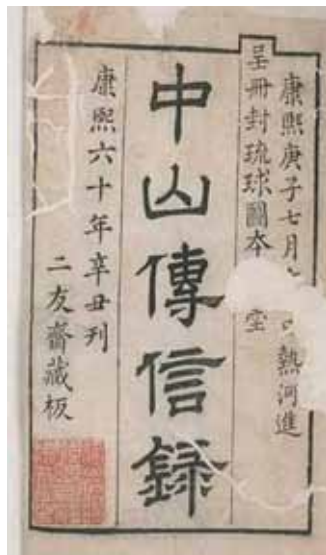 康熙庚子七月
熱河進
呈冊封琉球圖本
堂
中山傳信録
康熙六十年辛丑刊
二友齋藏板